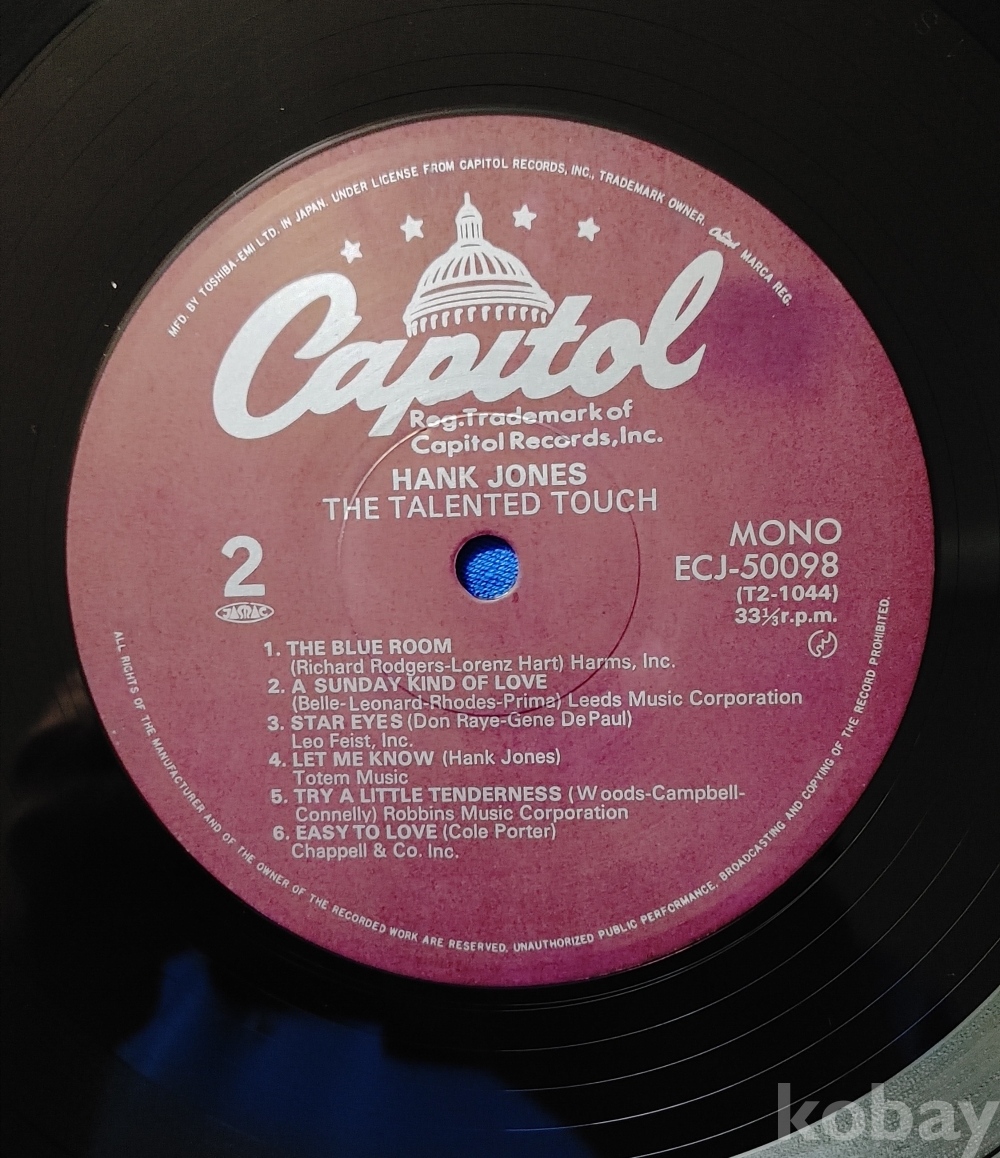 MFD. BY TOSHIBA-EMI LTD. IN JAPAN. UNDER LICENSE FROM CAPITOL RECORDS, INC., TRADEMARK OWNER. MARCA REG.
Capitol
Reg. Trademark of
Capitol Records, Inc.
HANK JONES
THE TALENTED TOUCH
2
JASRAC
MONO
ECJ-50098
(T2-1044)
33⅓r.p.m.
1. THE BLUE ROOM
(Richard Rodgers-Lorenz Hart) Harms, Inc.
2. A SUNDAY KIND OF LOVE
(Belle-Leonard-Rhodes-Prima) Leeds Music Corporation
3. STAR EYES (Don Raye-Gene DePaul)
Leo Feist, Inc.
4. LET ME KNOW (Hank Jones)
Totem Music
5. TRY A LITTLE TENDERNESS (Woods-Campbell-
Connelly) Robbins Music Corporation
6. EASY TO LOVE (Cole Porter)
Chappell & Co. Inc.
ALL RIGHTS OF THE MANUFACTURER AND OF THE OWNER OF THE RECORDED WORK ARE RESERVED. UNAUTHORIZED PUBLIC PERFORMANCE, BROADCASTING AND COPYING OF THE RECORD PROHIBITED.
kobay